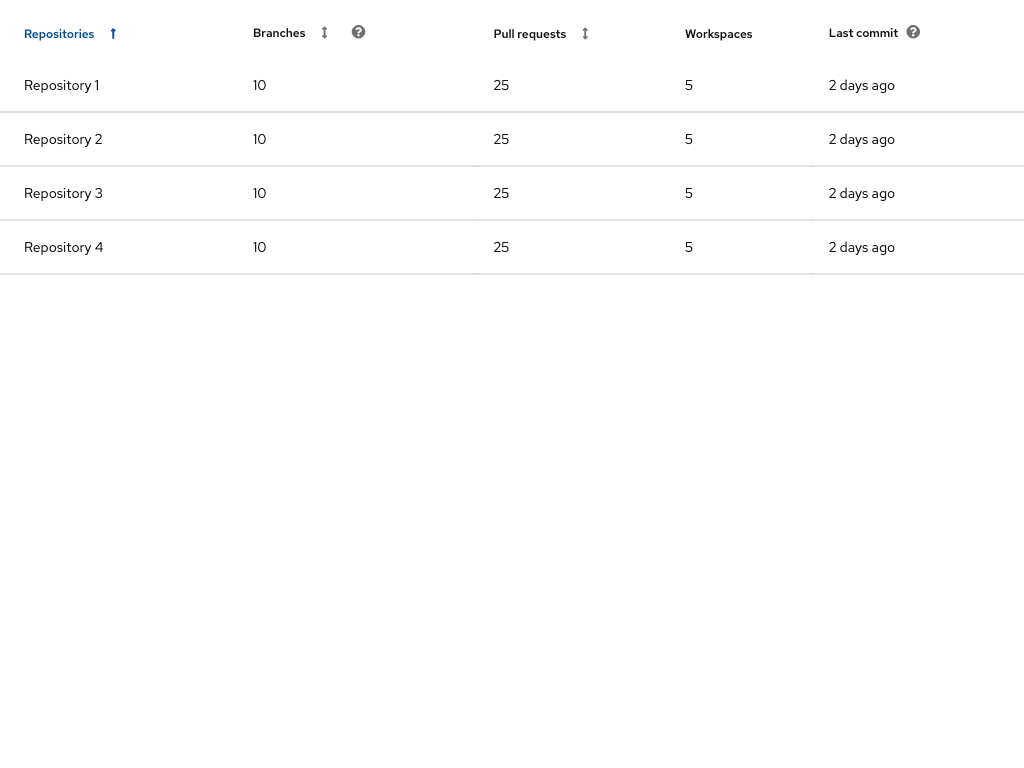 Repositories Branches Pull requests Workspaces Last commit
Repository 1 10 25 5 2 days ago
Repository 2 10 25 5 2 days ago
Repository 3 10 25 5 2 days ago
Repository 4 10 25 5 2 days ago